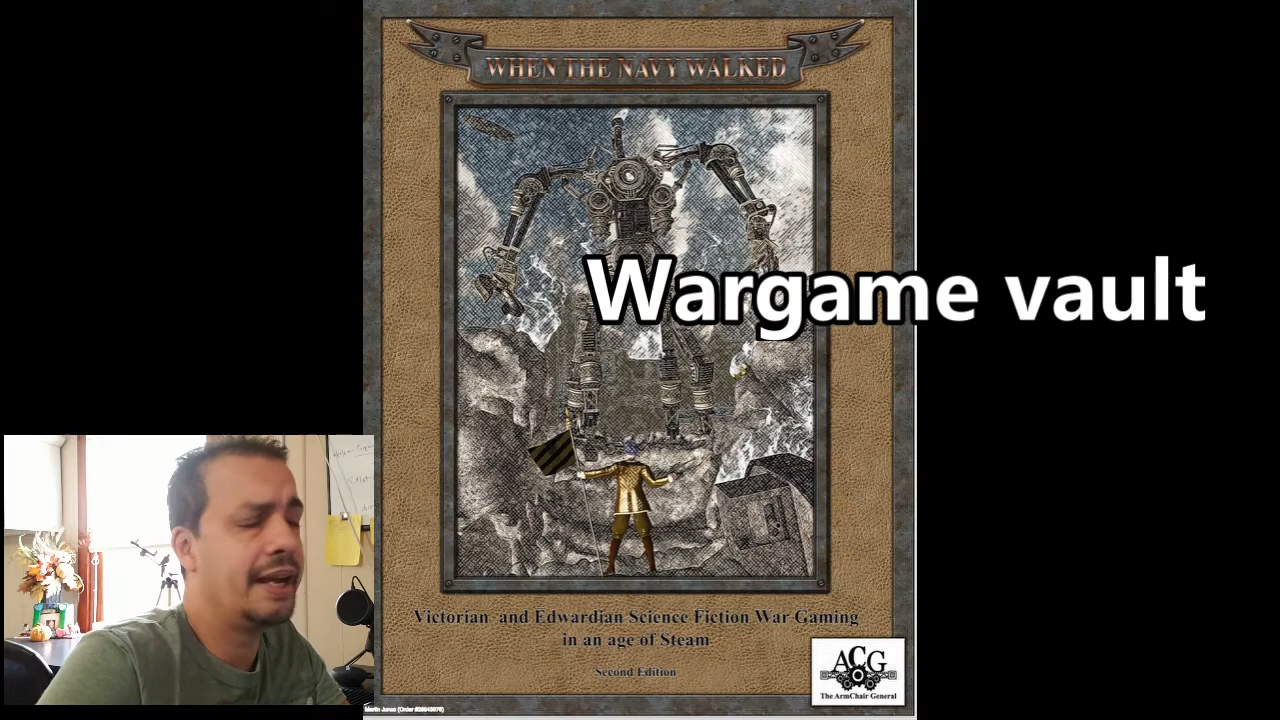 WHEN THE NAVY WALKED
Wargame vault
Victorian and Edwardian Science Fiction War Gaming
in an age of Steam
Second Edition
ACG
The ArmChair General